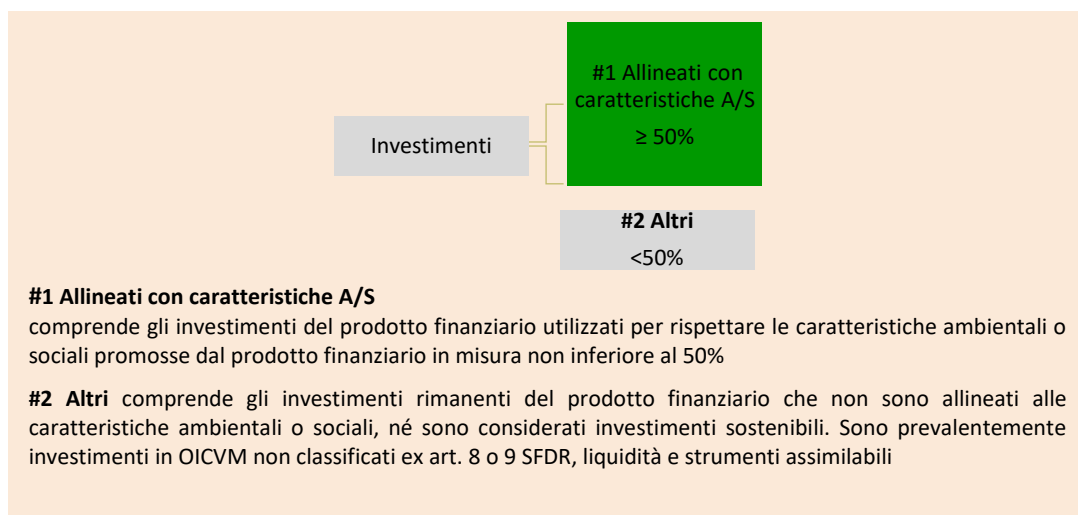 #1 Allineati con
caratteristiche A/S
≥ 50%
Investimenti
#2 Altri
<50%
#1 Allineati con caratteristiche A/S
comprende gli investimenti del prodotto finanziario utilizzati per rispettare le caratteristiche ambientali o
sociali promosse dal prodotto finanziario in misura non inferiore al 50%
#2 Altri comprende gli investimenti rimanenti del prodotto finanziario che non sono allineati alle
caratteristiche ambientali o sociali, né sono considerati investimenti sostenibili. Sono prevalentemente
investimenti in OICVM non classificati ex art. 8 o 9 SFDR, liquidità e strumenti assimilabili